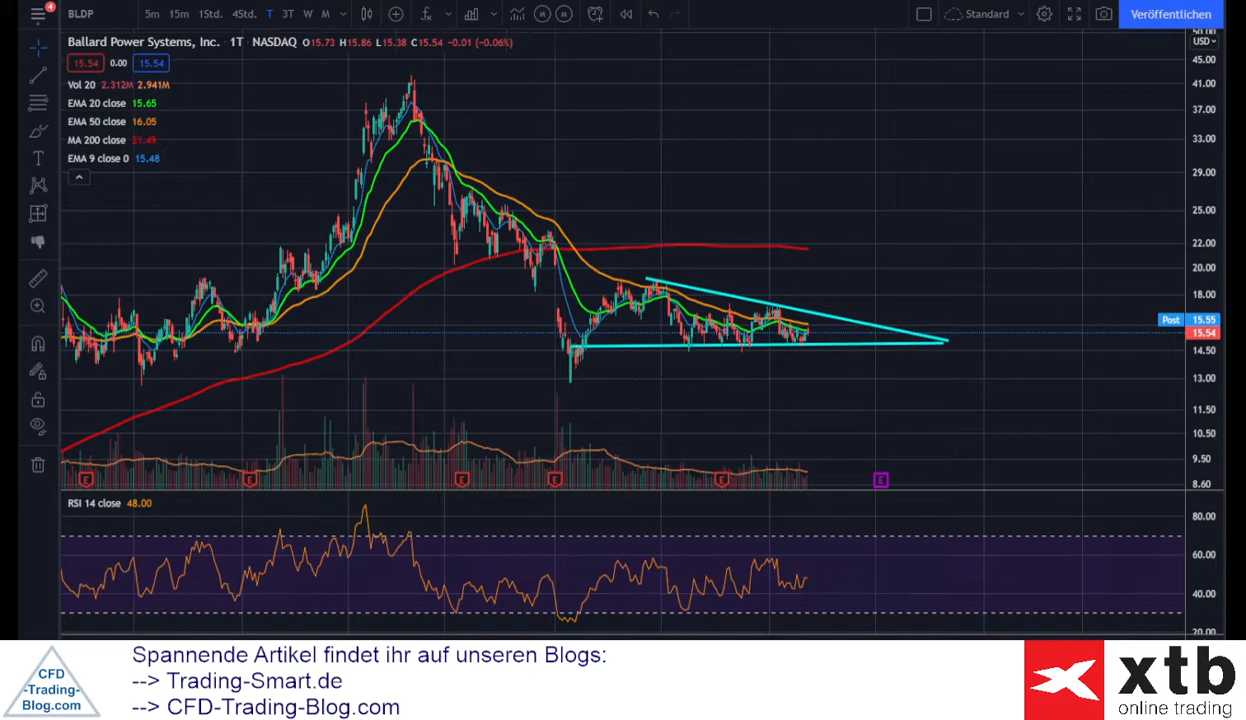 4
BLDP
5m 15m 1Std. 4Std. T 3T W M
Standard
Veröffentlichen
Ballard Power Systems, Inc. · 1T · NASDAQ O15.73 H15.86 L15.38 C15.54 -0.01 (-0.06%)
15.54 0.00 15.54
Vol 20 2.312M 2.941M
EMA 20 close 15.65
EMA 50 close 16.05
MA 200 close 21.49
EMA 9 close 0 15.48
50.00
USD
45.00
41.00
37.00
33.00
29.00
25.00
22.00
20.00
18.00
Post 15.55
15.54
14.50
13.00
11.50
10.50
9.50
8.60
E E E E E E
RSI 14 close 48.00
80.00
60.00
40.00
20.00
CFD
-Trading-
Blog.com
Spannende Artikel findet ihr auf unseren Blogs:
--> Trading-Smart.de
--> CFD-Trading-Blog.com
xtb
online trading